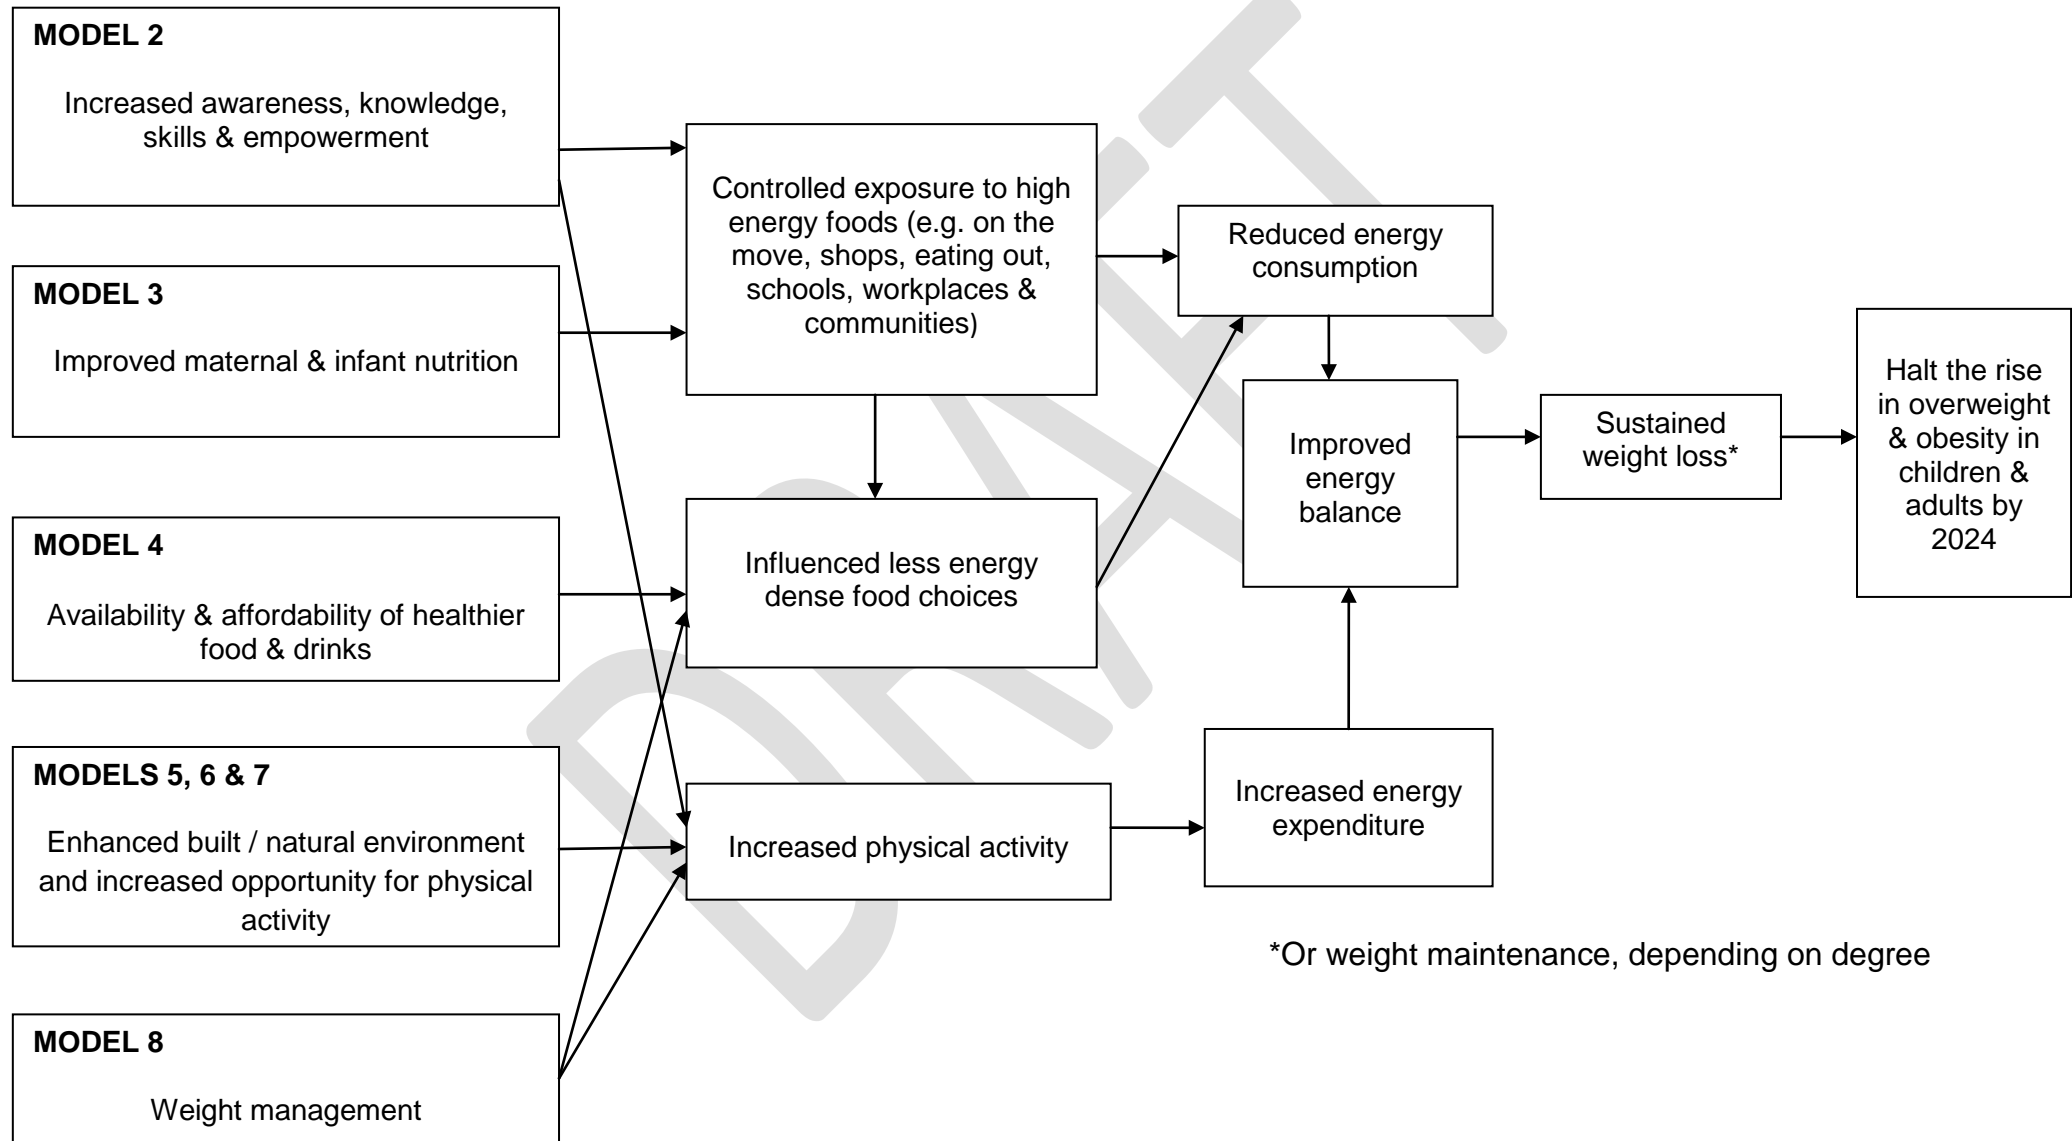 MODEL 2
Increased awareness, knowledge,
skills & empowerment
MODEL 3
Improved maternal & infant nutrition
MODEL 4
Availability & affordability of healthier
food & drinks
MODELS 5, 6 & 7
Enhanced built / natural environment
and increased opportunity for physical
activity
MODEL 8
Weight management
Controlled exposure to high
energy foods (e.g. on the
move, shops, eating out,
schools, workplaces &
communities)
Influenced less energy
dense food choices
Increased physical activity
Reduced energy
consumption
Improved
energy
balance
Increased energy
expenditure
Sustained
weight loss*
Halt the rise
in overweight
& obesity in
children &
adults by
2024
*Or weight maintenance, depending on degree
DRAFT